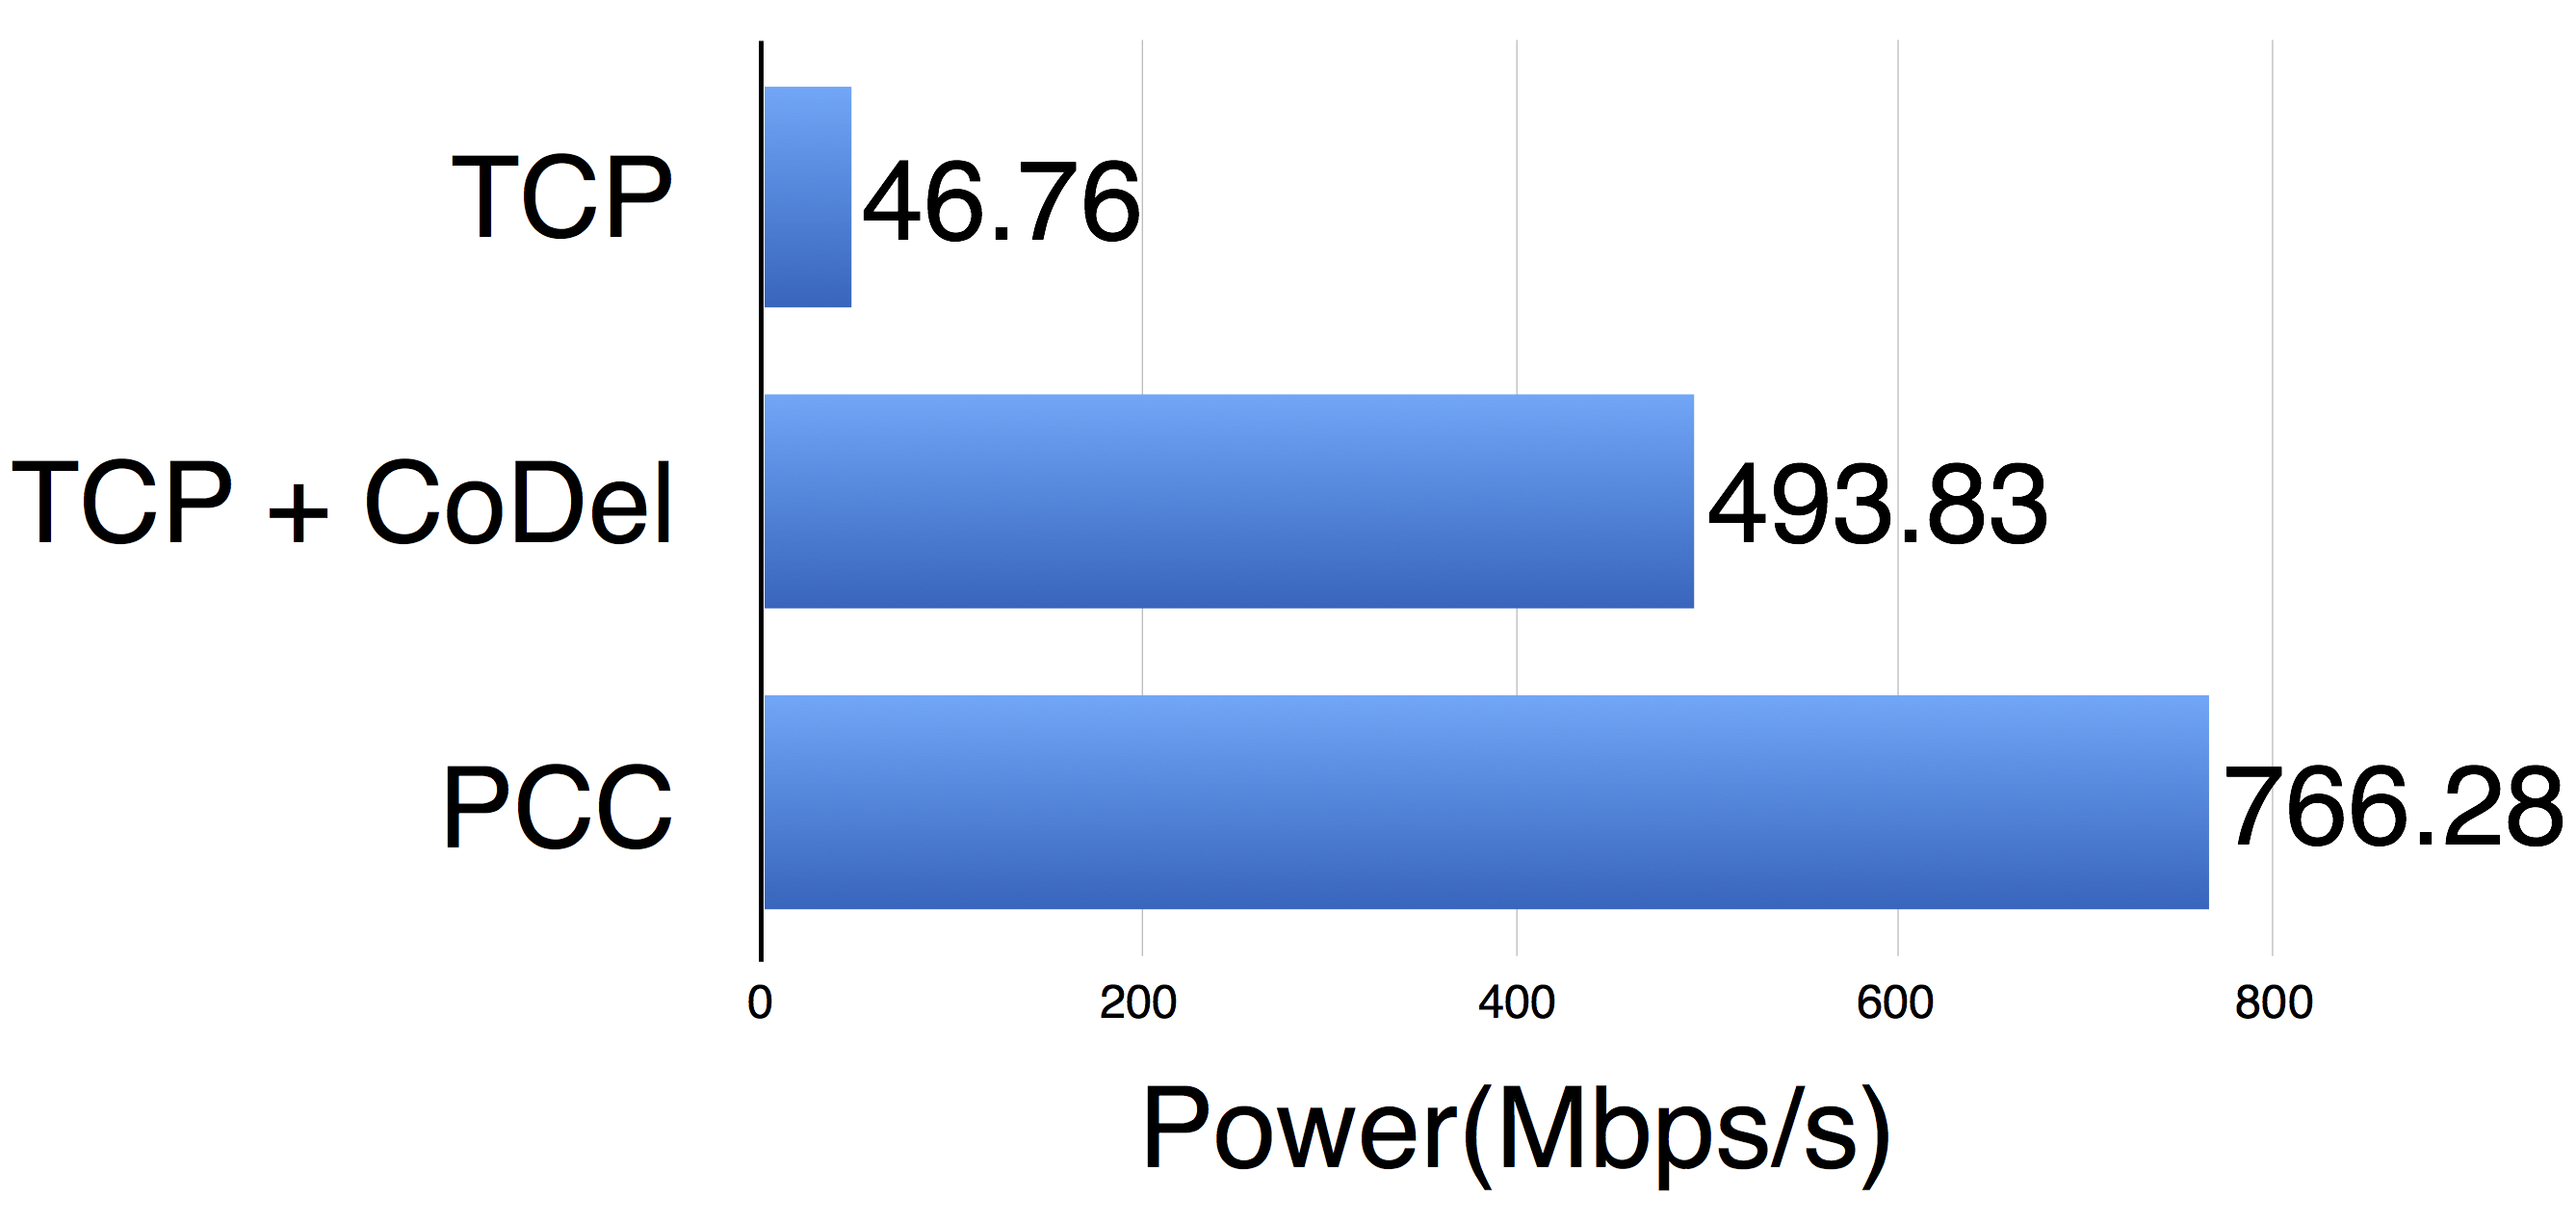 TCP
46.76
TCP + CoDel
493.83
PCC
766.28
0 200 400 600 800
Power(Mbps/s)